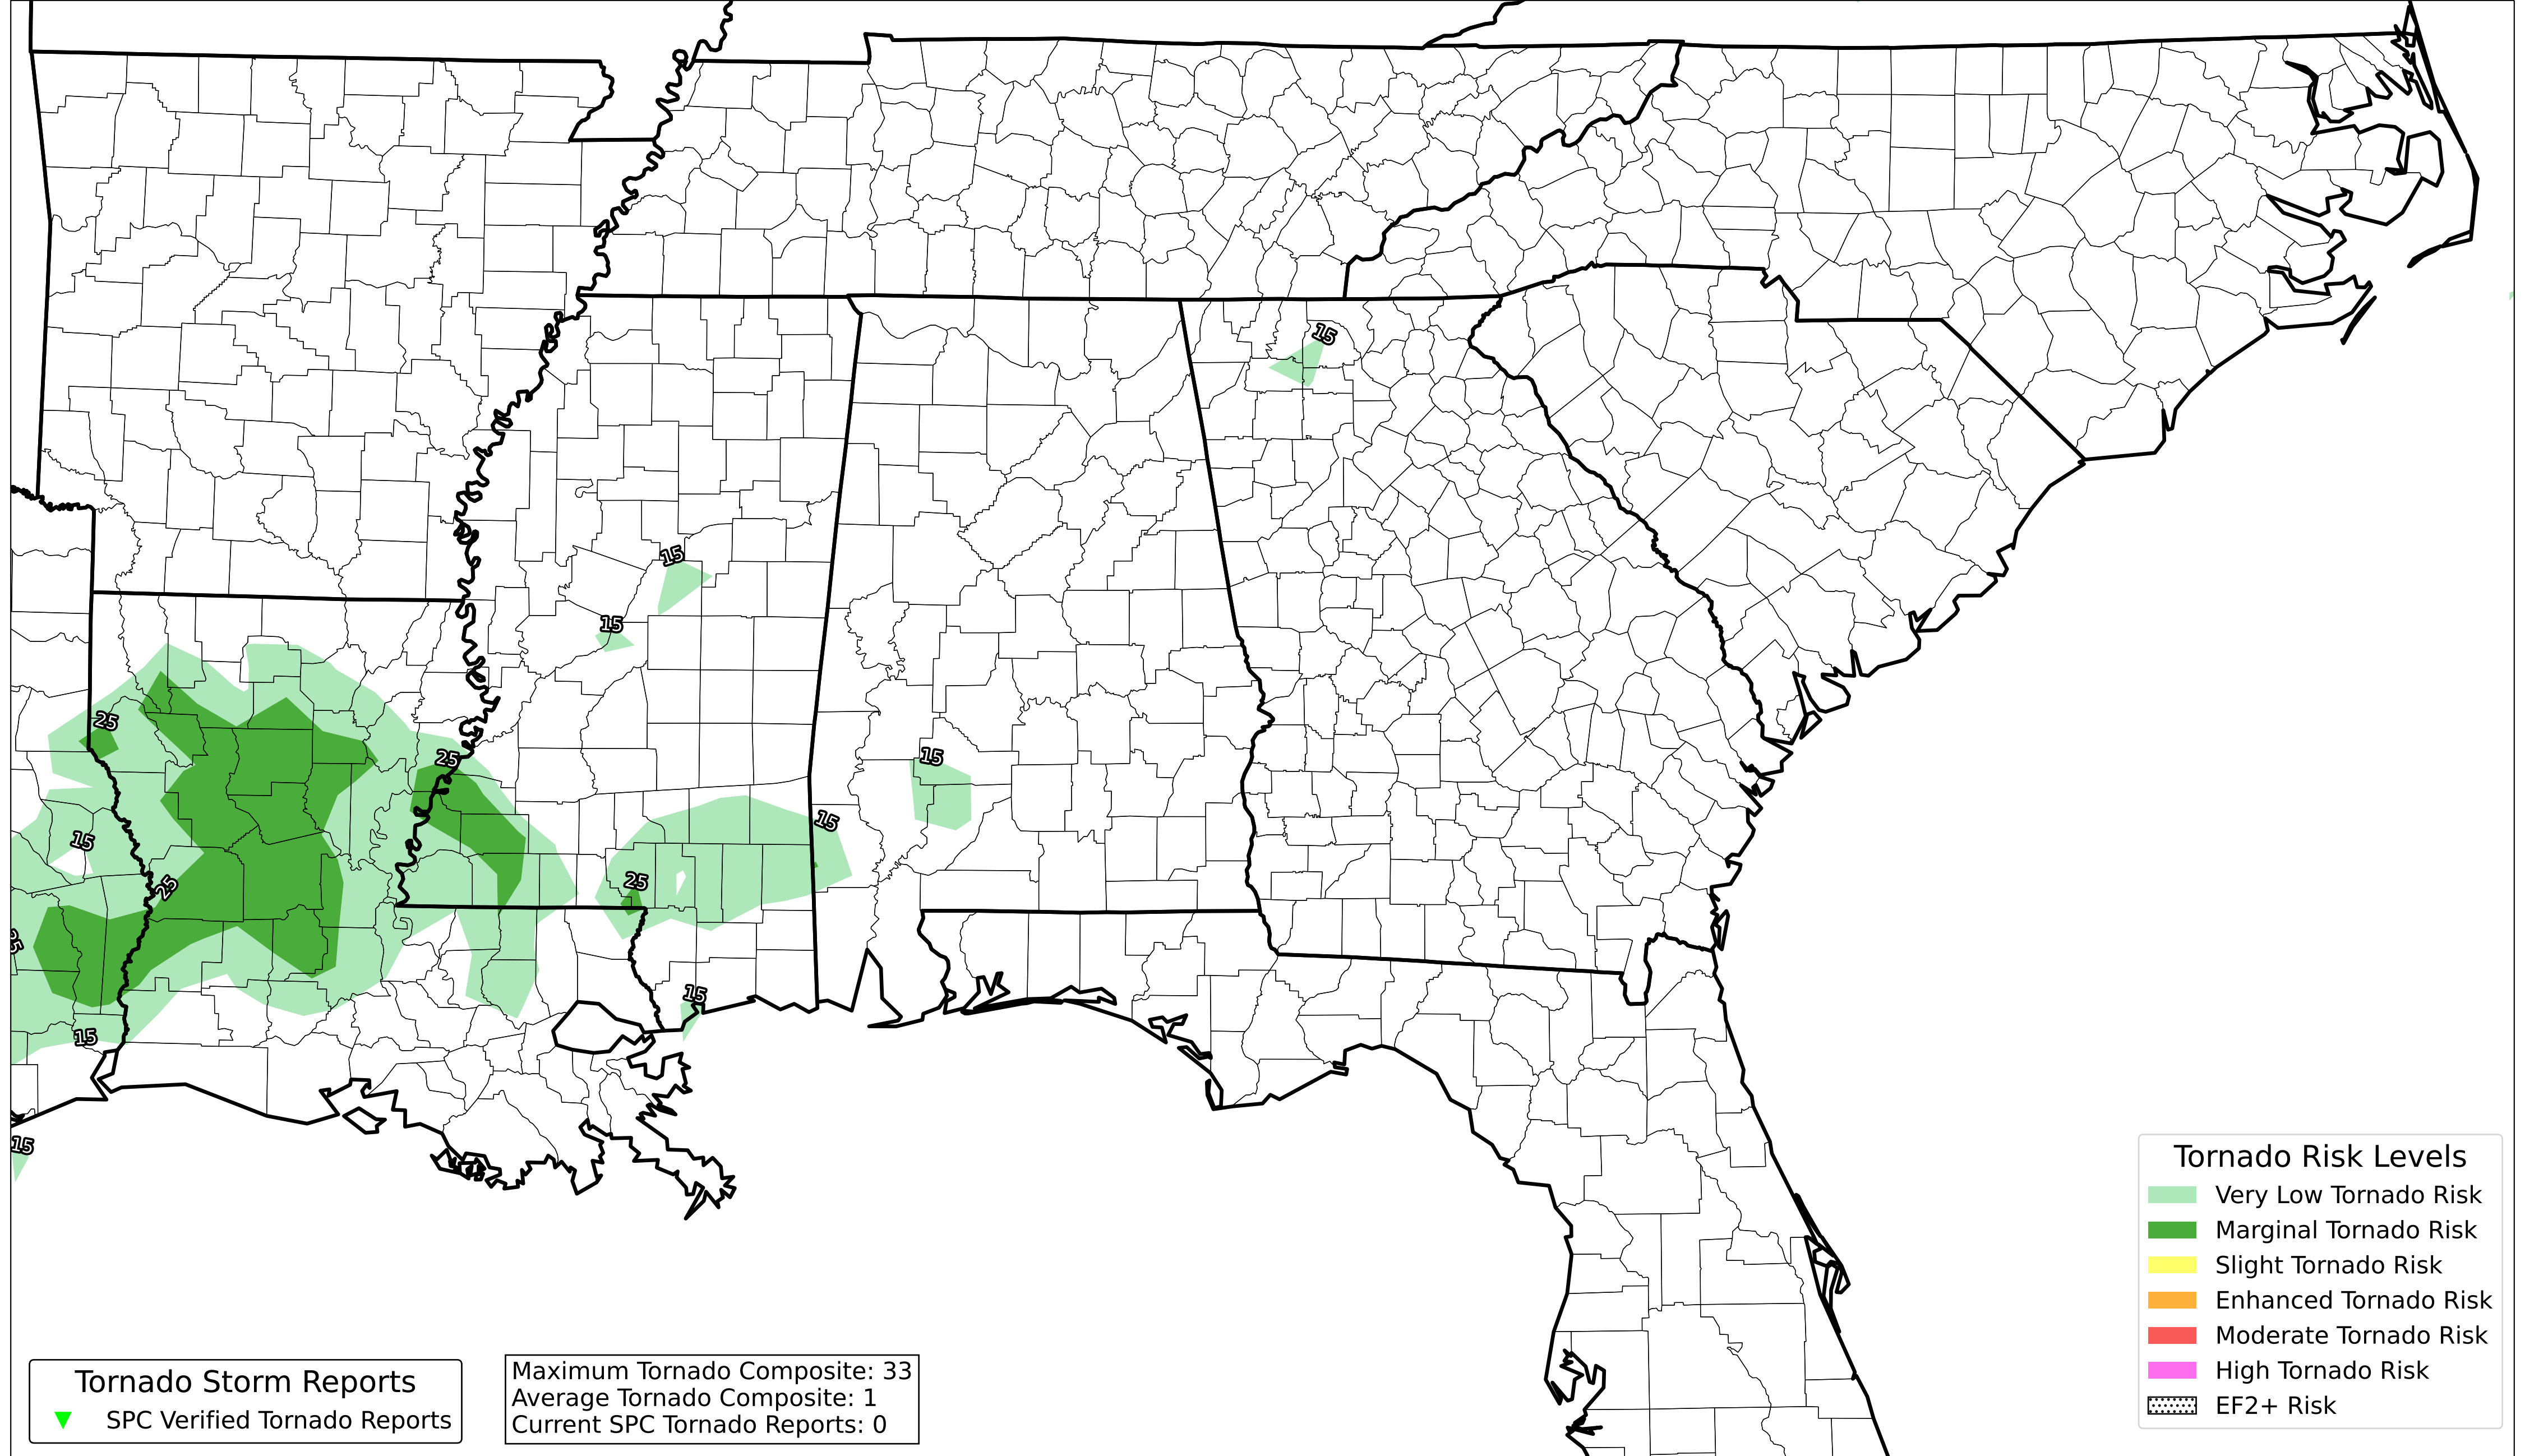 15
15
15
25
25
15
15
15
25
25
25
15
15
15
Tornado Storm Reports
SPC Verified Tornado Reports
Maximum Tornado Composite: 33
Average Tornado Composite: 1
Current SPC Tornado Reports: 0
Tornado Risk Levels
Very Low Tornado Risk
Marginal Tornado Risk
Slight Tornado Risk
Enhanced Tornado Risk
Moderate Tornado Risk
High Tornado Risk
EF2+ Risk